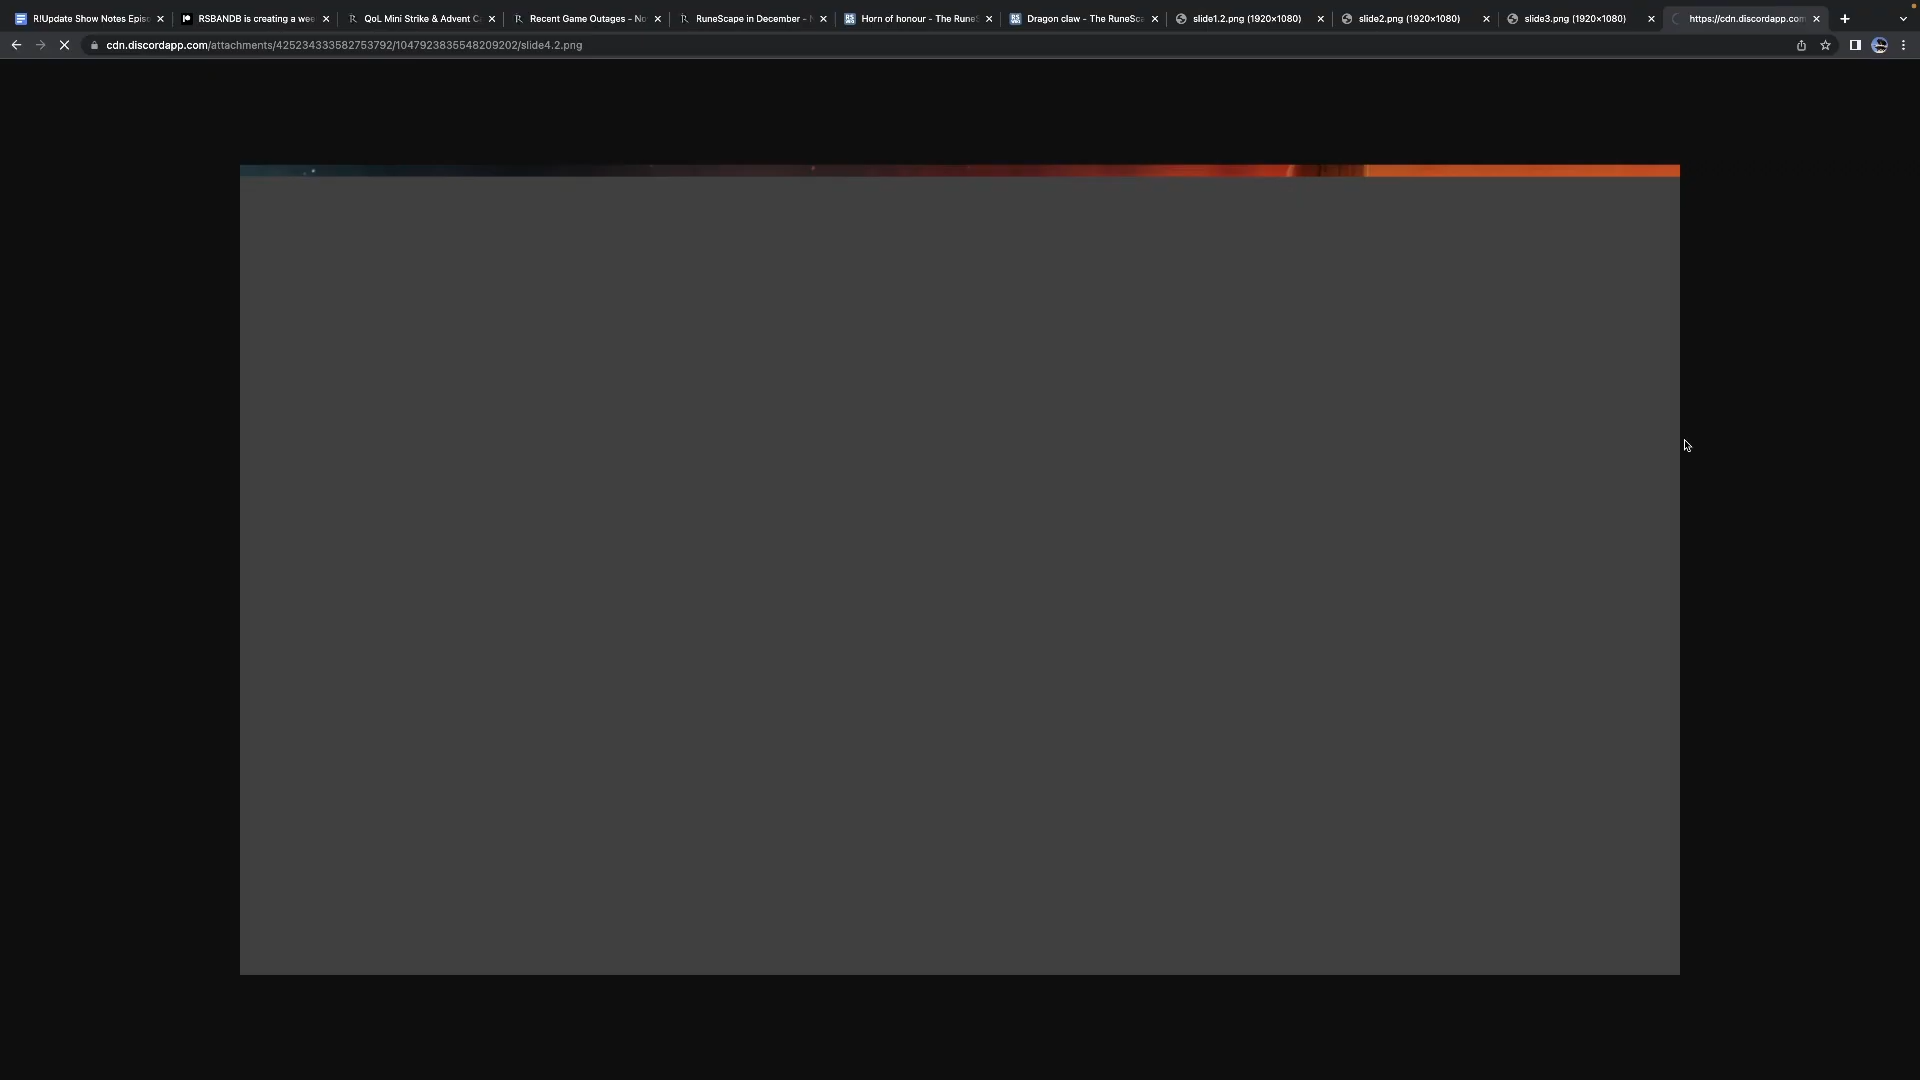 R!Update Show Notes Episo
RSBANDB is creating a wee
QoL Mini Strike & Advent C
Recent Game Outages - No
RuneScape in December -
Horn of honour - The RuneS
Dragon claw - The RuneSca
slide1.2.png (1920×1080)
slide2.png (1920×1080)
slide3.png (1920×1080)
https://cdn.discordapp.com
cdn.discordapp.com/attachments/425234333582753792/1047923835548209202/slide4.2.png